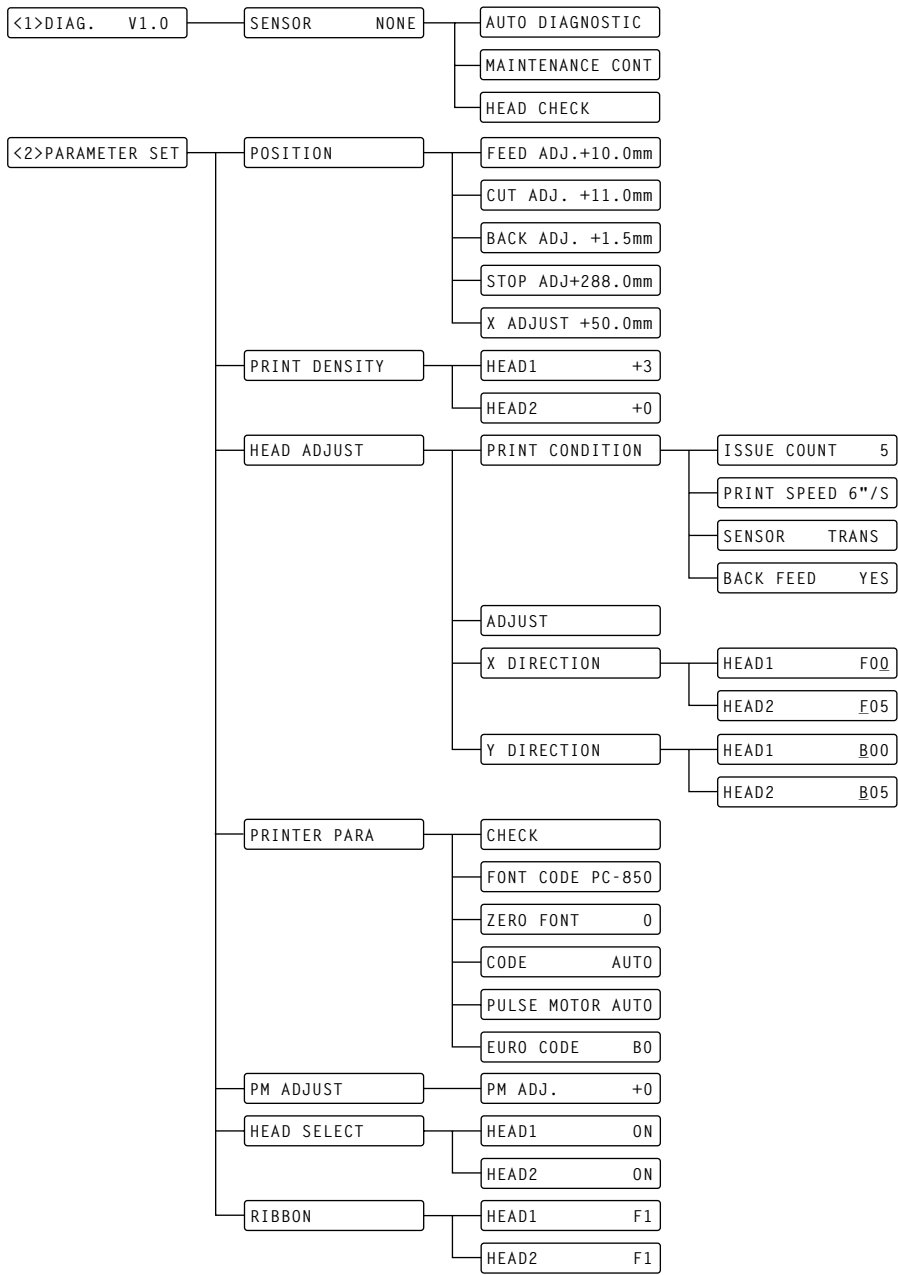 <1>DIAG. V1.0
SENSOR NONE
AUTO DIAGNOSTIC
MAINTENANCE CONT
HEAD CHECK
<2>PARAMETER SET
POSITION
FEED ADJ.+10.0mm
CUT ADJ. +11.0mm
BACK ADJ. +1.5mm
STOP ADJ+288.0mm
X ADJUST +50.0mm
PRINT DENSITY
HEAD1 +3
HEAD2 +0
HEAD ADJUST
PRINT CONDITION
ISSUE COUNT 5
PRINT SPEED 6"/S
SENSOR TRANS
BACK FEED YES
ADJUST
X DIRECTION
HEAD1 F00
HEAD2 F05
Y DIRECTION
HEAD1 B00
HEAD2 B05
PRINTER PARA
CHECK
FONT CODE PC-850
ZERO FONT 0
CODE AUTO
PULSE MOTOR AUTO
EURO CODE B0
PM ADJUST
PM ADJ. +0
HEAD SELECT
HEAD1 ON
HEAD2 ON
RIBBON
HEAD1 F1
HEAD2 F1